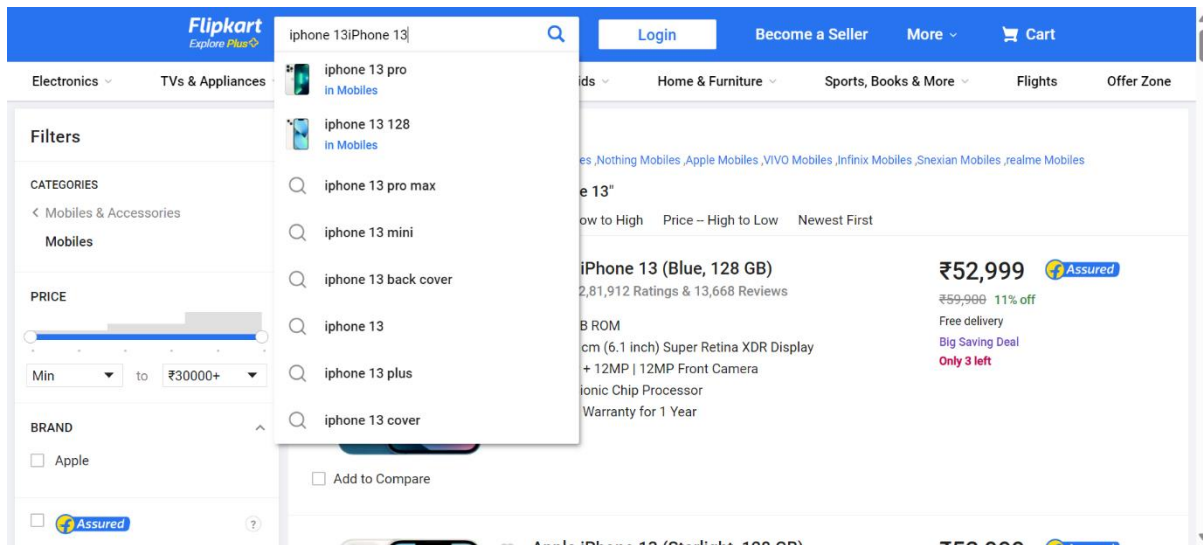 Flipkart
Explore Plus
iphone 13iPhone 13
Login
Become a Seller
More
Cart
Electronics
TVs & Appliances
ids
Home & Furniture
Sports, Books & More
Flights
Offer Zone
iphone 13 pro
in Mobiles
iphone 13 128
in Mobiles
iphone 13 pro max
iphone 13 mini
iphone 13 back cover
iphone 13
iphone 13 plus
iphone 13 cover
Filters
CATEGORIES
< Mobiles & Accessories
Mobiles
PRICE
Min to ₹30000+
BRAND
Apple
Assured
?
es ,Nothing Mobiles ,Apple Mobiles ,VIVO Mobiles ,Infinix Mobiles ,Snexian Mobiles ,realme Mobiles
e 13"
ow to High Price -- High to Low Newest First
iPhone 13 (Blue, 128 GB)
2,81,912 Ratings & 13,668 Reviews
B ROM
cm (6.1 inch) Super Retina XDR Display
+ 12MP | 12MP Front Camera
ionic Chip Processor
Warranty for 1 Year
₹52,999 Assured
₹59,900 11% off
Free delivery
Big Saving Deal
Only 3 left
Add to Compare